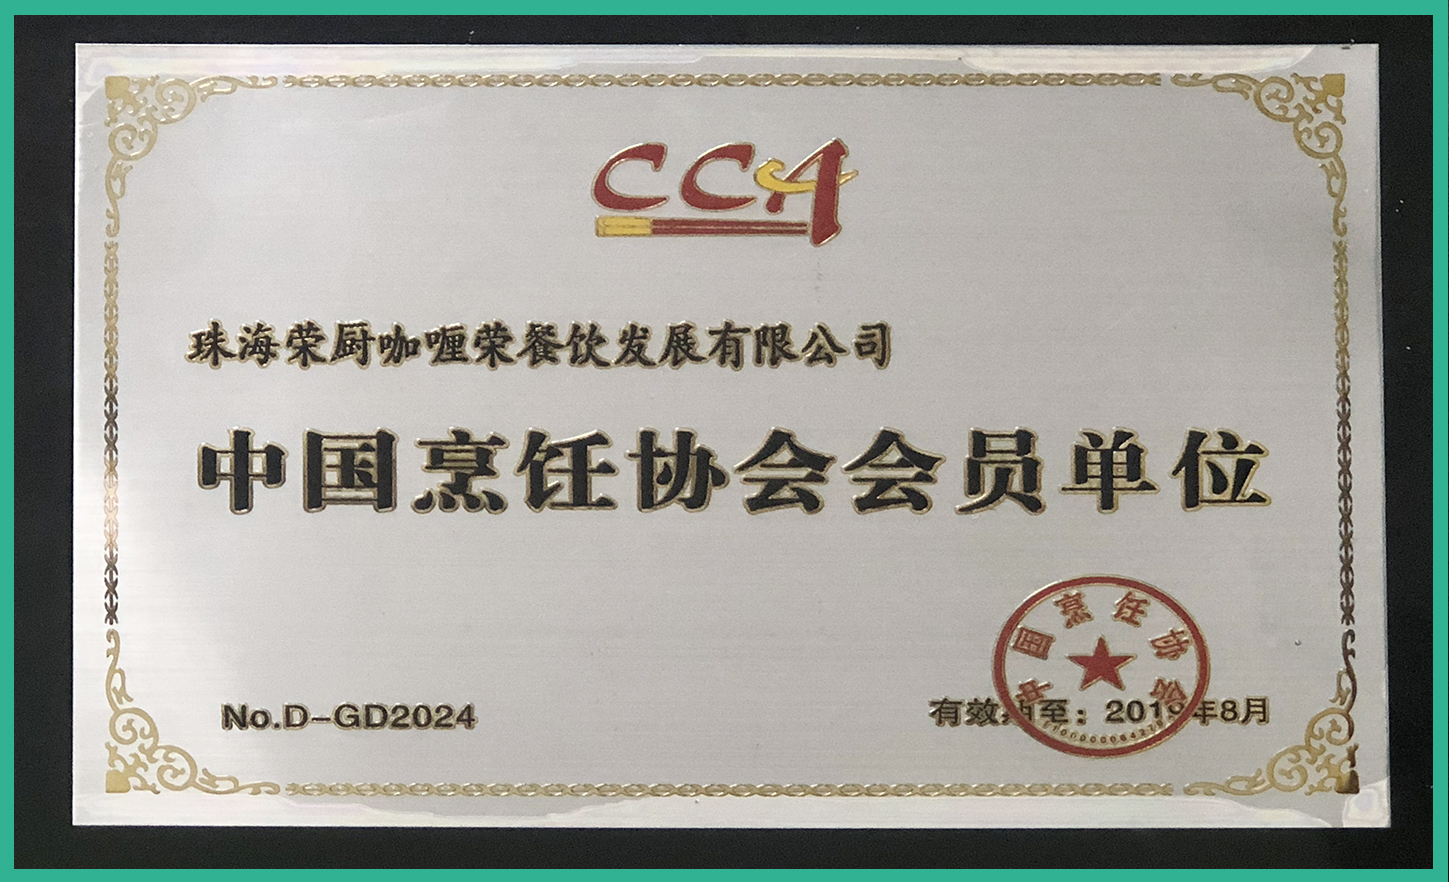 CCA
珠海荣厨咖喱荣餐饮发展有限公司
中国烹饪协会会员单位
中国烹饪协会
No.D-GD2024
有效期至：2019年8月